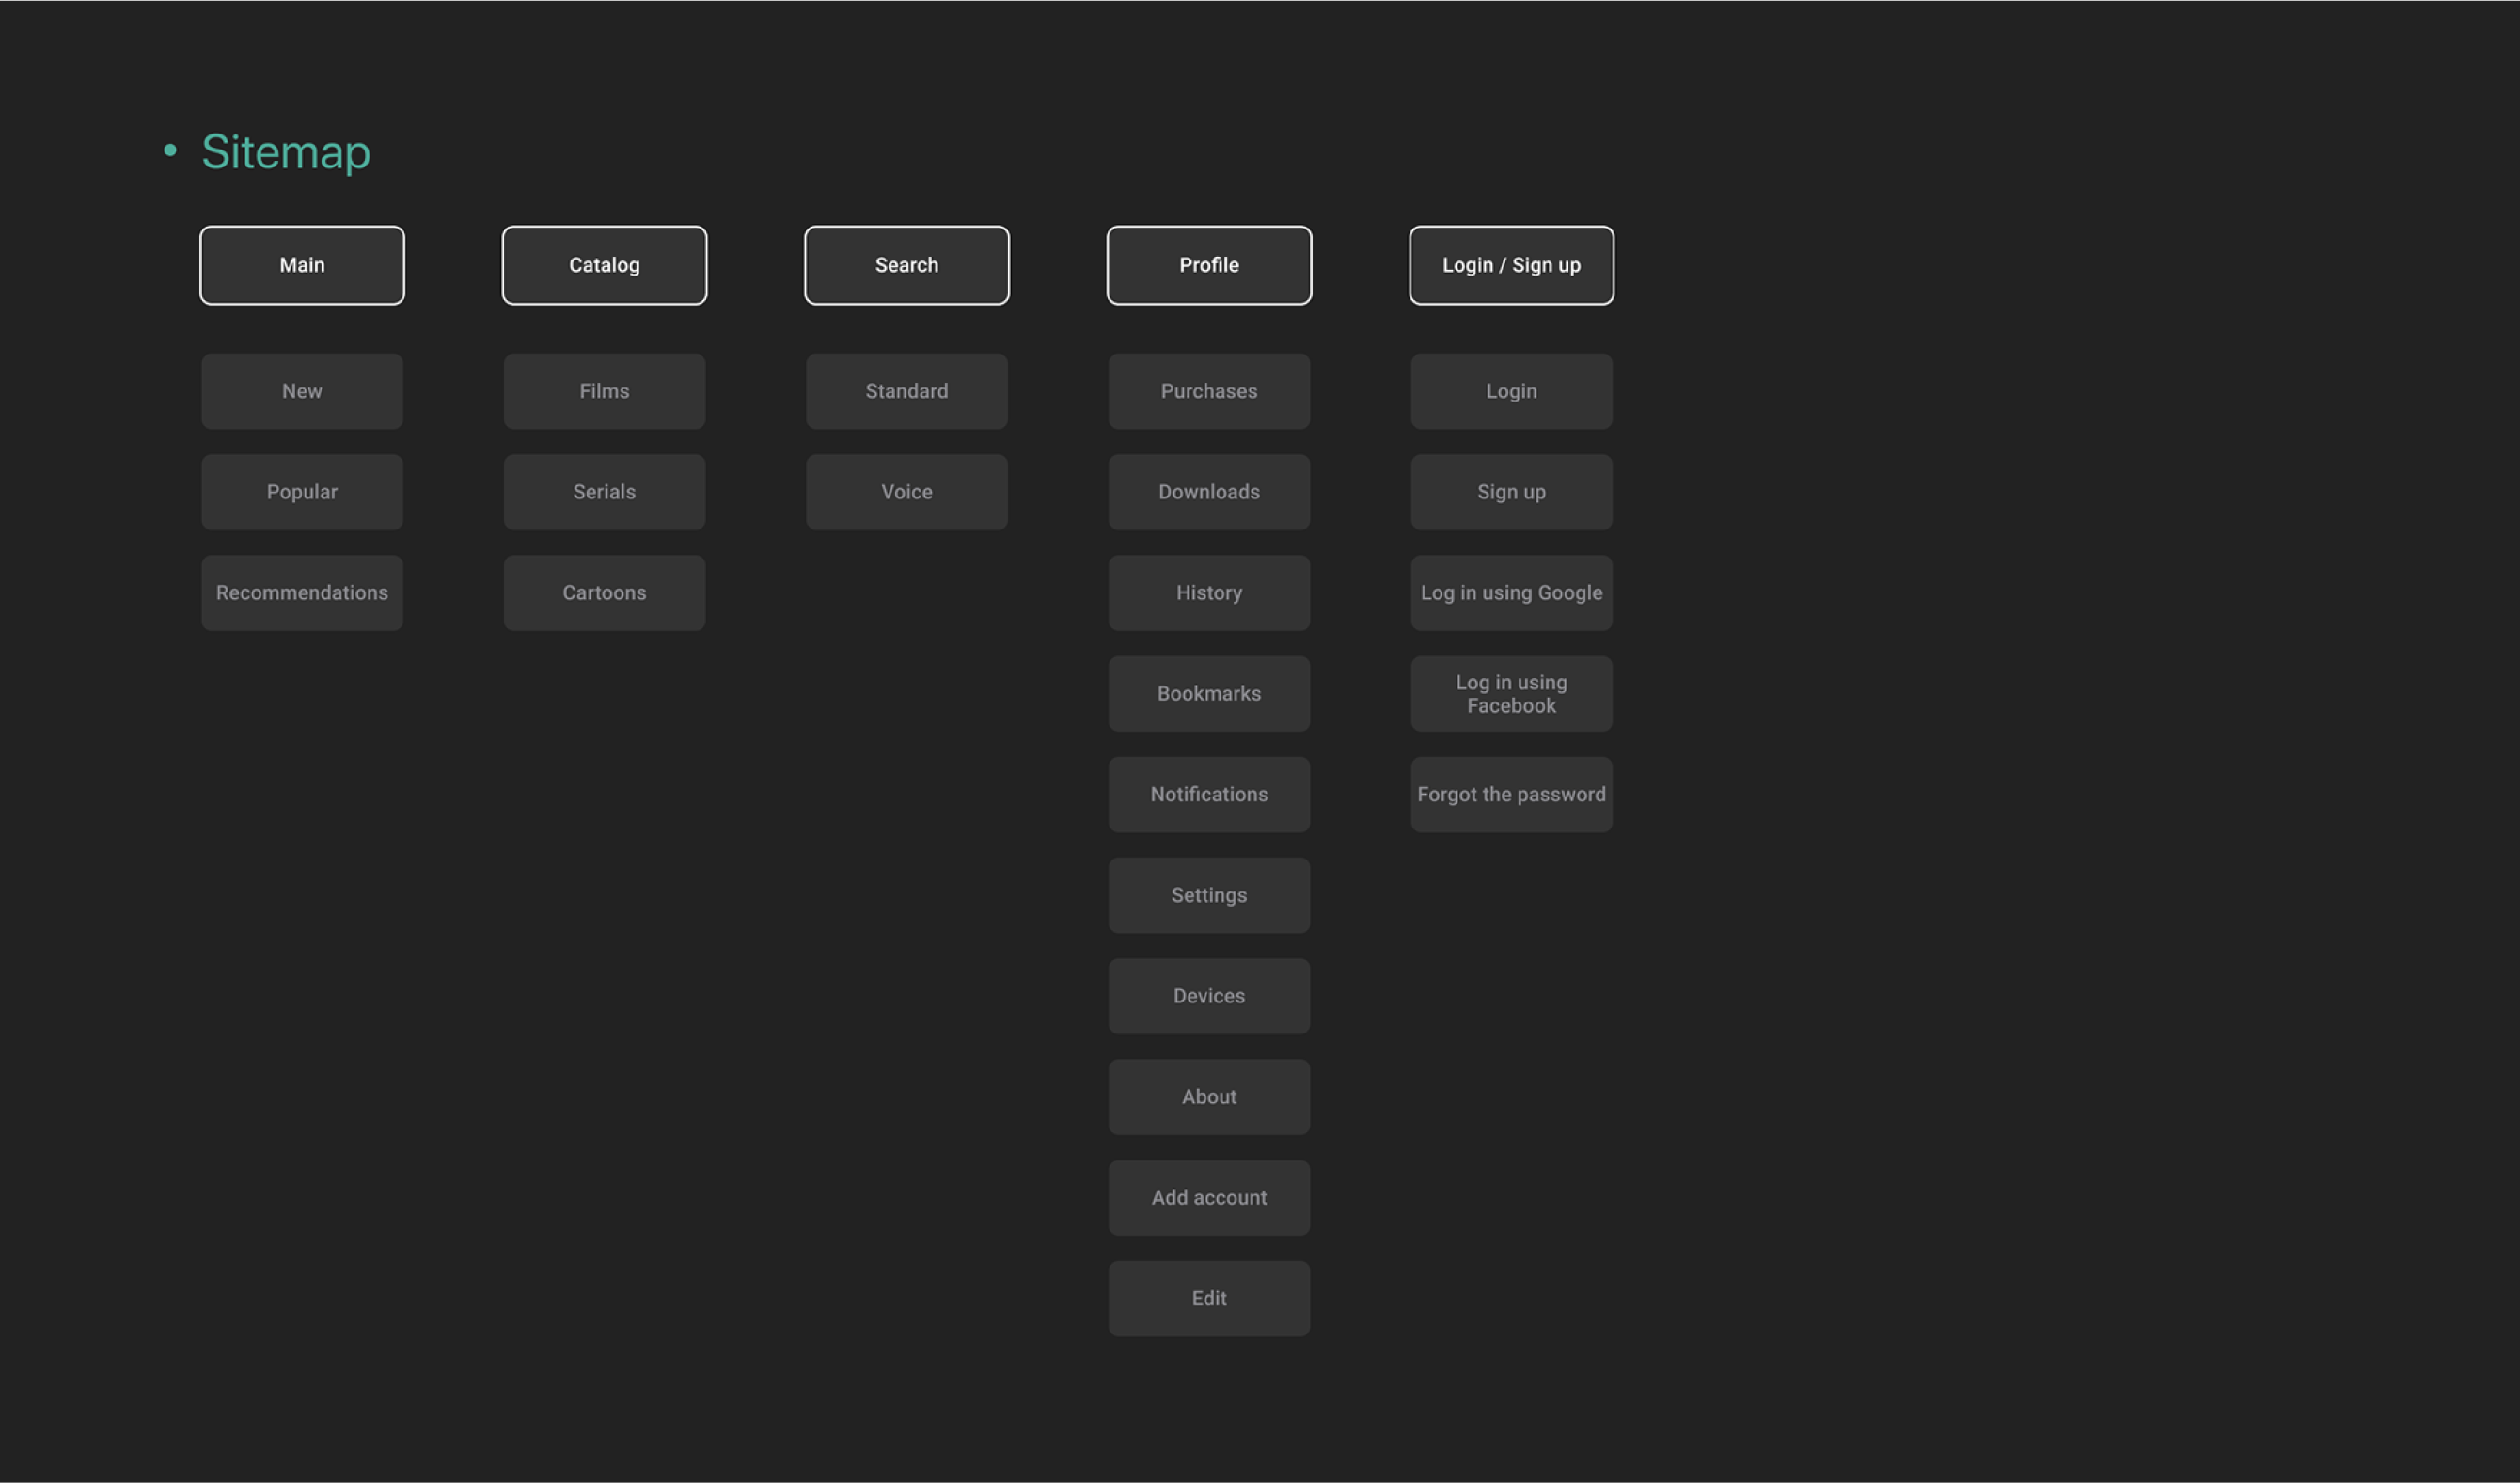 • Sitemap
Main
Catalog
Search
Profile
Login / Sign up
New
Films
Standard
Purchases
Login
Popular
Serials
Voice
Downloads
Sign up
Recommendations
Cartoons
History
Log in using Google
Bookmarks
Log in using
Facebook
Notifications
Forgot the password
Settings
Devices
About
Add account
Edit